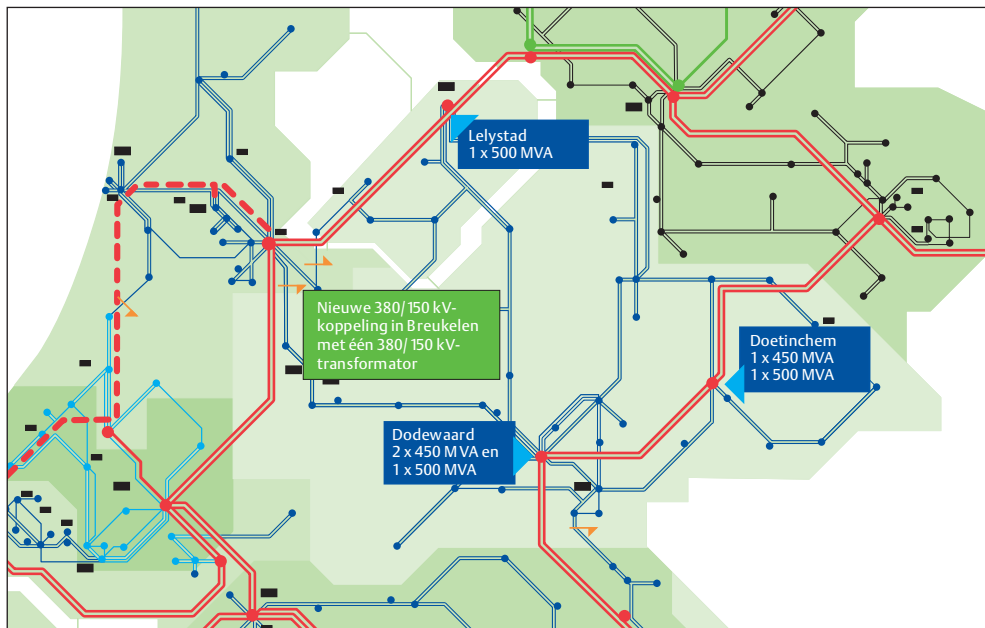 Lelystad
1 x 500 MVA
Nieuwe 380/150 kV-
koppeling in Breukelen
met één 380/150 kV-
transformator
Doetinchem
1 x 450 MVA
1 x 500 MVA
Dodewaard
2 x 450 MVA en
1 x 500 MVA